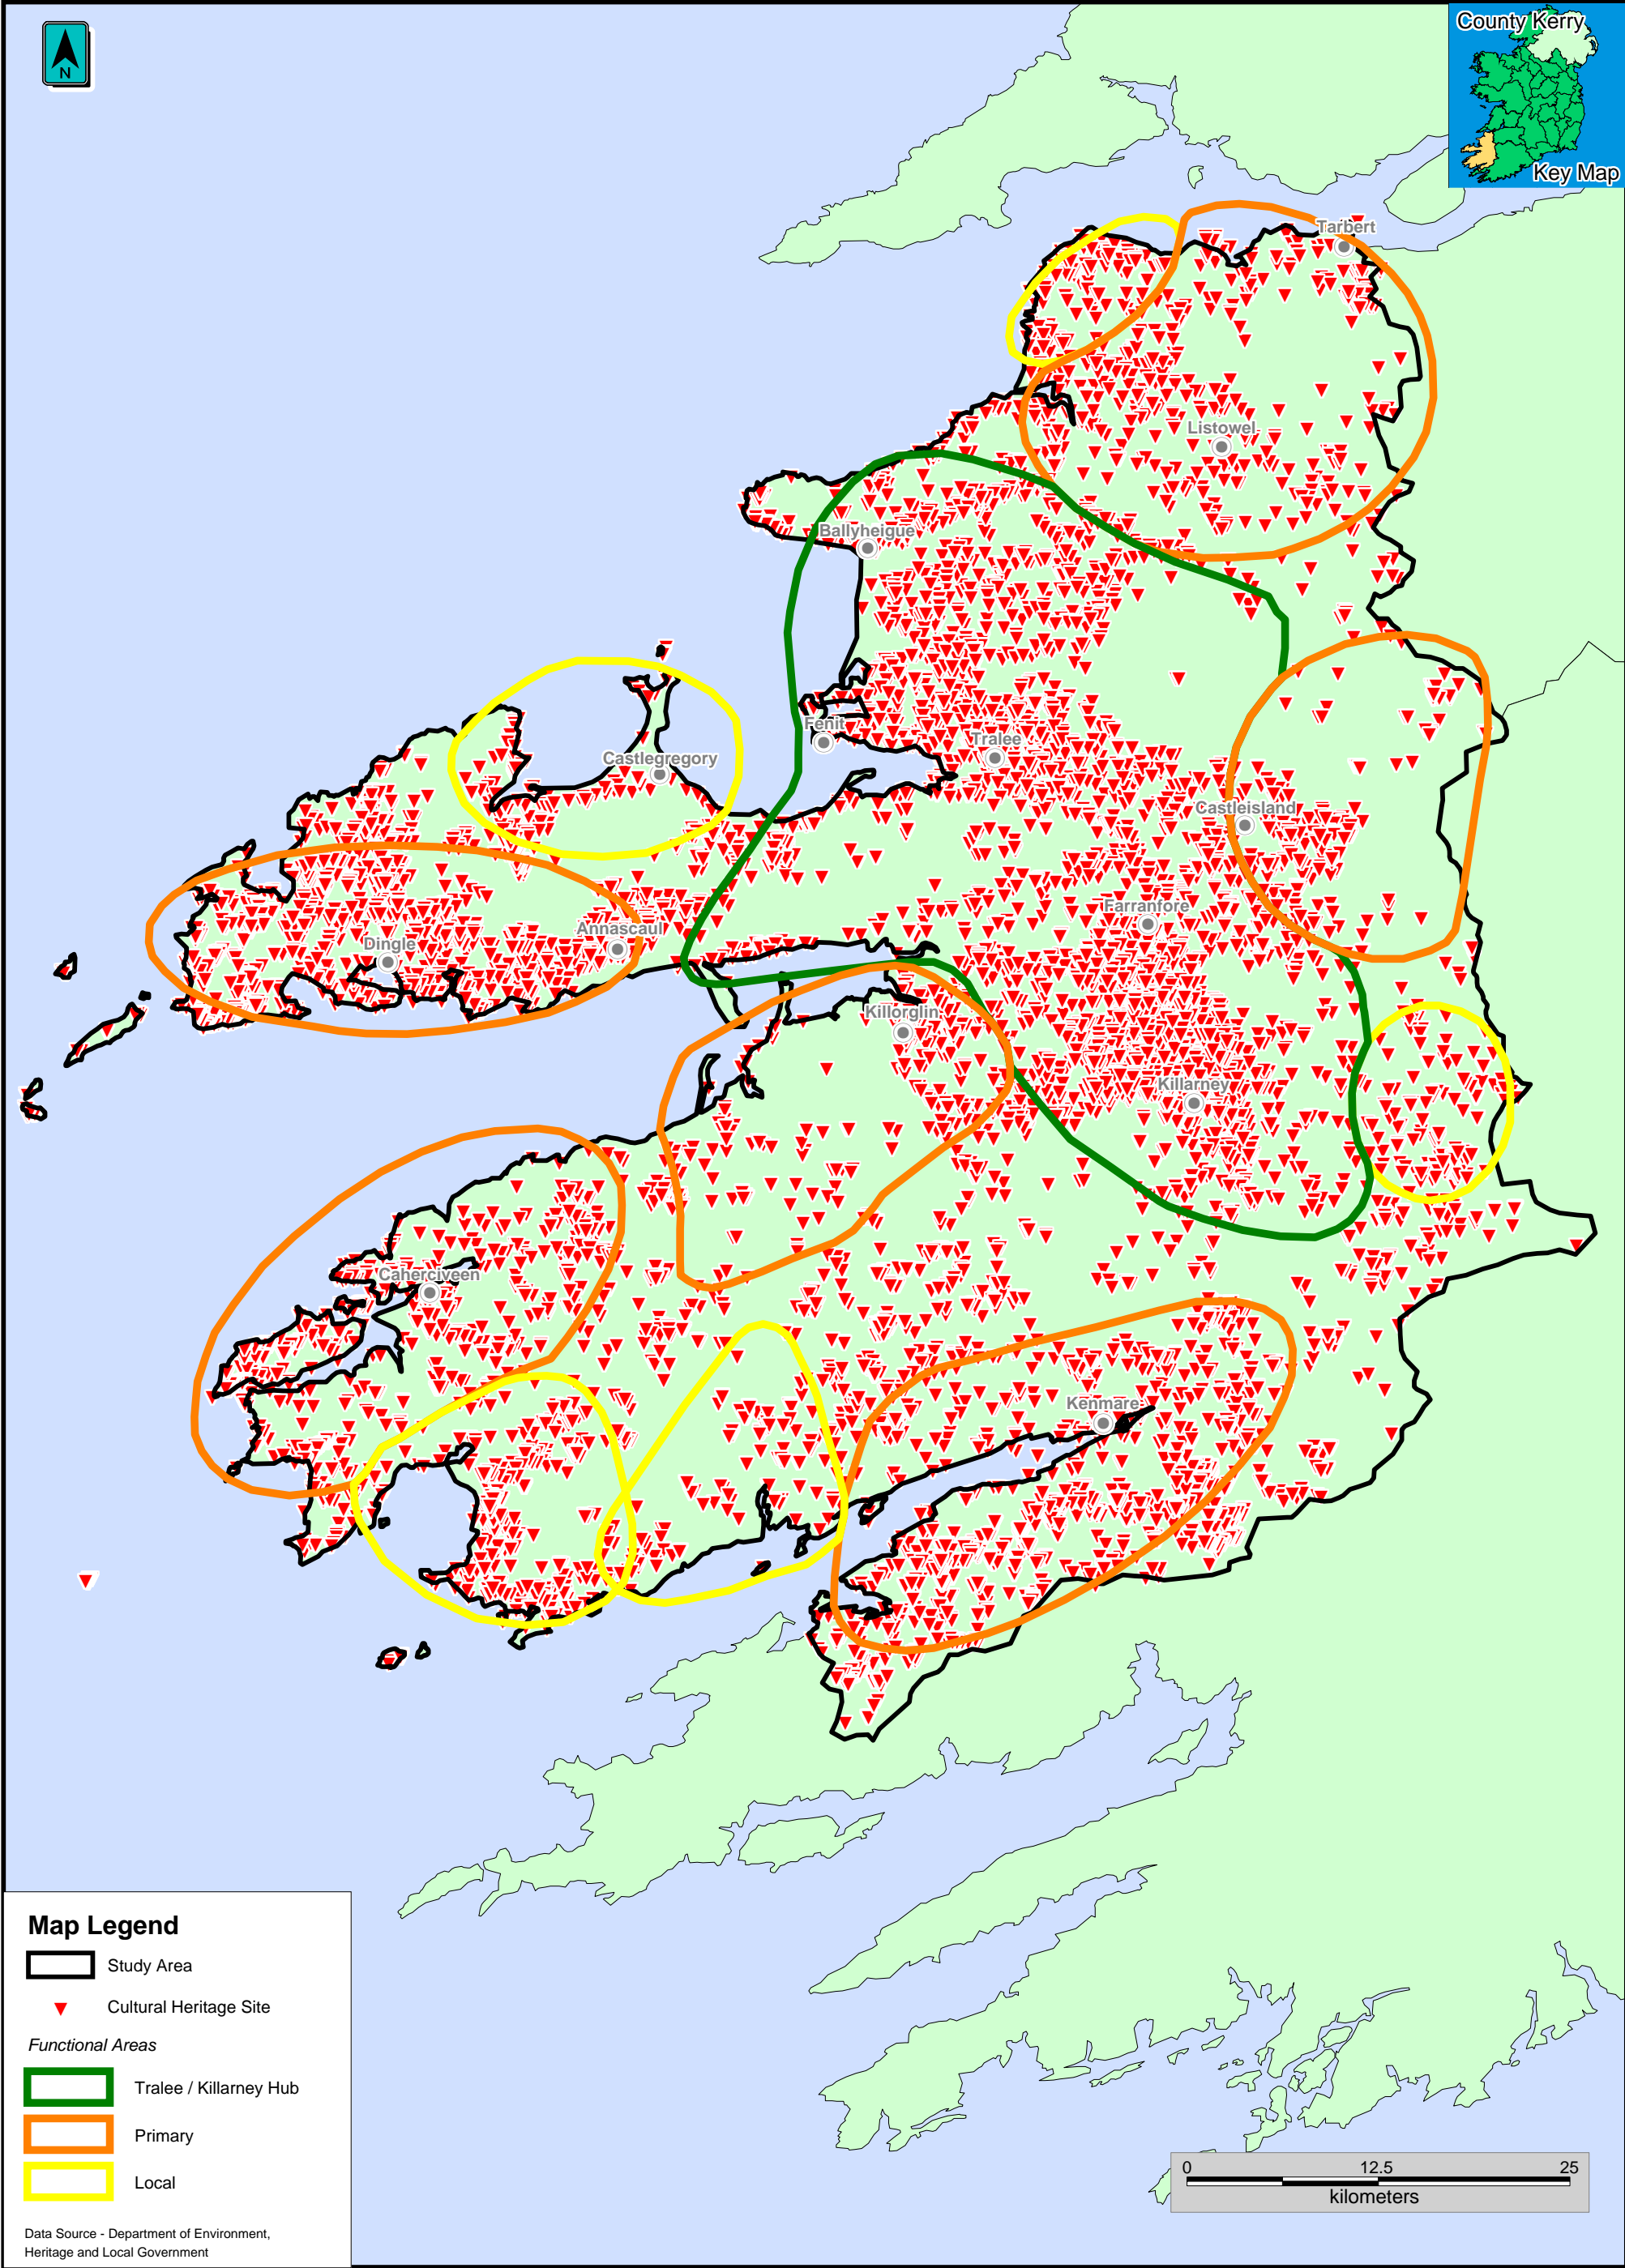 County Kerry
Key Map
N
Tarbert
Listowel
Ballyheigue
Fenit
Tralee
Castlegregory
Castleisland
Farranfore
Annascaul
Dingle
Killorglin
Killarney
Caherciveen
Kenmare
Map Legend
Study Area
Cultural Heritage Site
Functional Areas
Tralee / Killarney Hub
Primary
Local
Data Source - Department of Environment,
Heritage and Local Government
0 12.5 25
kilometers